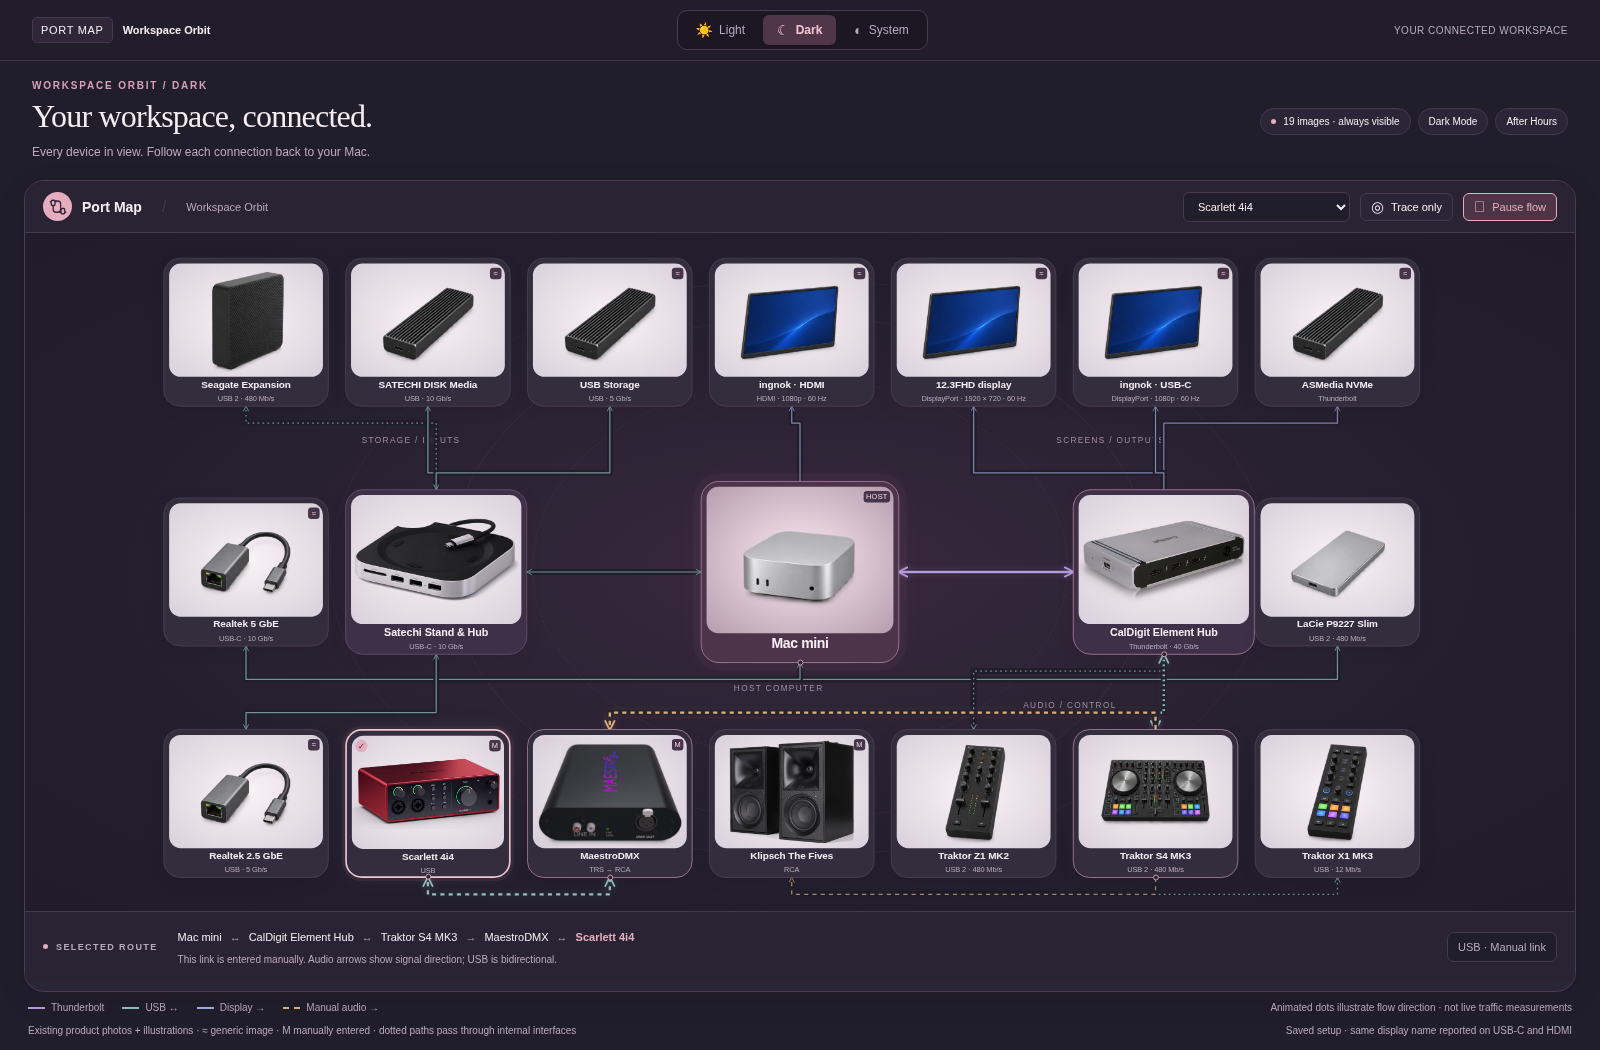 PORT MAP Workspace Orbit
Light Dark System
YOUR CONNECTED WORKSPACE
WORKSPACE ORBIT / DARK
Your workspace, connected.
Every device in view. Follow each connection back to your Mac.
19 images · always visible
Dark Mode
After Hours
Port Map / Workspace Orbit
Scarlett 4i4
Trace only
Pause flow
Seagate Expansion
USB 2 · 480 Mb/s
SATECHI DISK Media
USB · 10 Gb/s
USB Storage
USB · 5 Gb/s
ingnok · HDMI
HDMI · 1080p · 60 Hz
12.3FHD display
DisplayPort · 1920 × 720 · 60 Hz
ingnok · USB-C
DisplayPort · 1080p · 60 Hz
ASMedia NVMe
Thunderbolt
STORAGE / I UTS
SCREENS / OUTPUTS
Realtek 5 GbE
USB-C · 10 Gb/s
Satechi Stand & Hub
USB-C · 10 Gb/s
HOST
Mac mini
CalDigit Element Hub
Thunderbolt · 40 Gb/s
LaCie P9227 Slim
USB 2 · 480 Mb/s
HOST COMPUTER
AUDIO / CONTROL
Realtek 2.5 GbE
USB · 5 Gb/s
✓ M
Scarlett 4i4
USB
M
MAESTRO
LINE IN
MaestroDMX
TRS → RCA
M
Klipsch The Fives
RCA
Traktor Z1 MK2
USB 2 · 480 Mb/s
Traktor S4 MK3
USB 2 · 480 Mb/s
Traktor X1 MK3
USB · 12 Mb/s
SELECTED ROUTE
Mac mini ↔ CalDigit Element Hub ↔ Traktor S4 MK3 → MaestroDMX ↔ Scarlett 4i4
This link is entered manually. Audio arrows show signal direction; USB is bidirectional.
USB · Manual link
Thunderbolt USB ↔ Display → Manual audio →
Animated dots illustrate flow direction · not live traffic measurements
Existing product photos + illustrations · ≈ generic image · M manually entered · dotted paths pass through internal interfaces
Saved setup · same display name reported on USB-C and HDMI